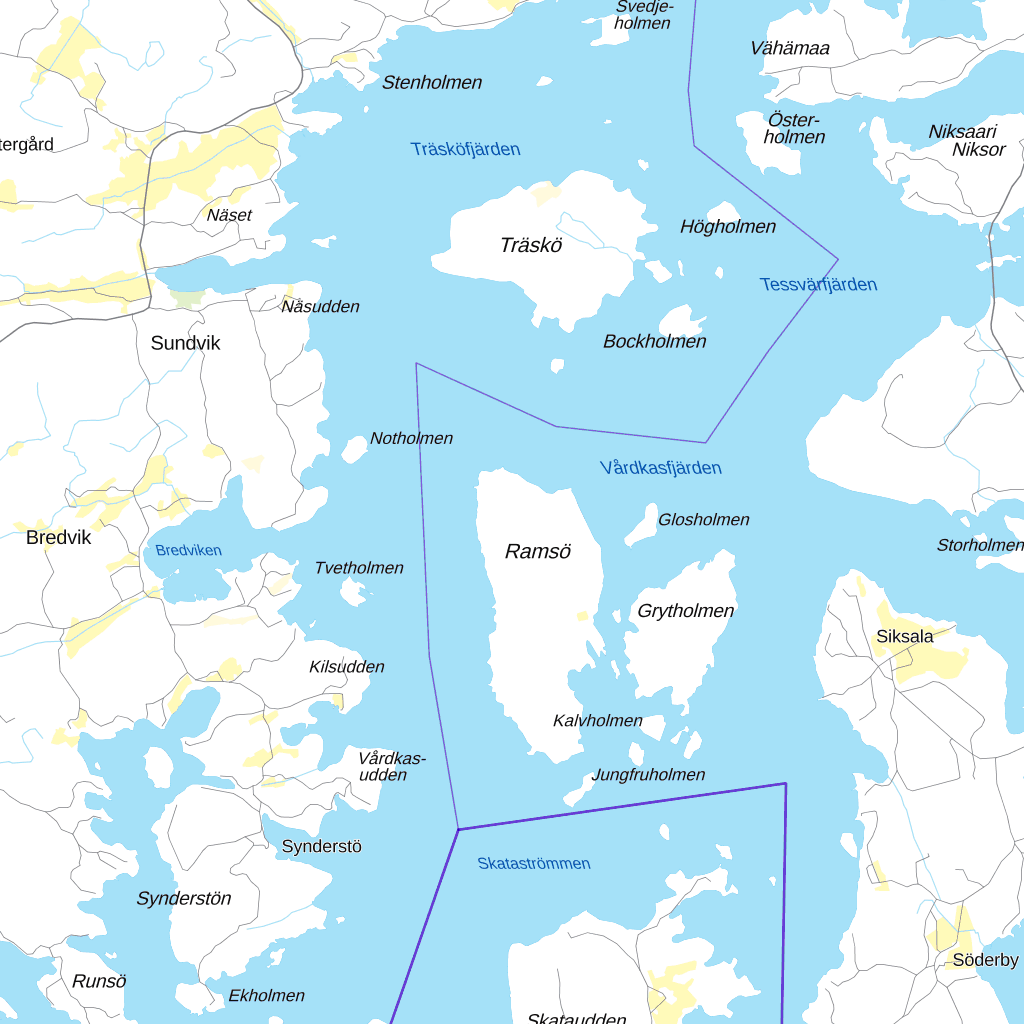 Svedje-
holmen
Vähämaa
Stenholmen
Öster-
holmen
Niksaari
Niksor
tergård
Träsköfjärden
Näset
Högholmen
Träskö
Tessvärfjärden
Näsudden
Sundvik
Bockholmen
Notholmen
Vårdkasfjärden
Glosholmen
Bredvik
Bredviken
Ramsö
Storholmen
Tvetholmen
Grytholmen
Siksala
Kilsudden
Kalvholmen
Vårdkas-
udden
Jungfruholmen
Synderstö
Skataströmmen
Synderstön
Söderby
Runsö
Ekholmen
Skataudden